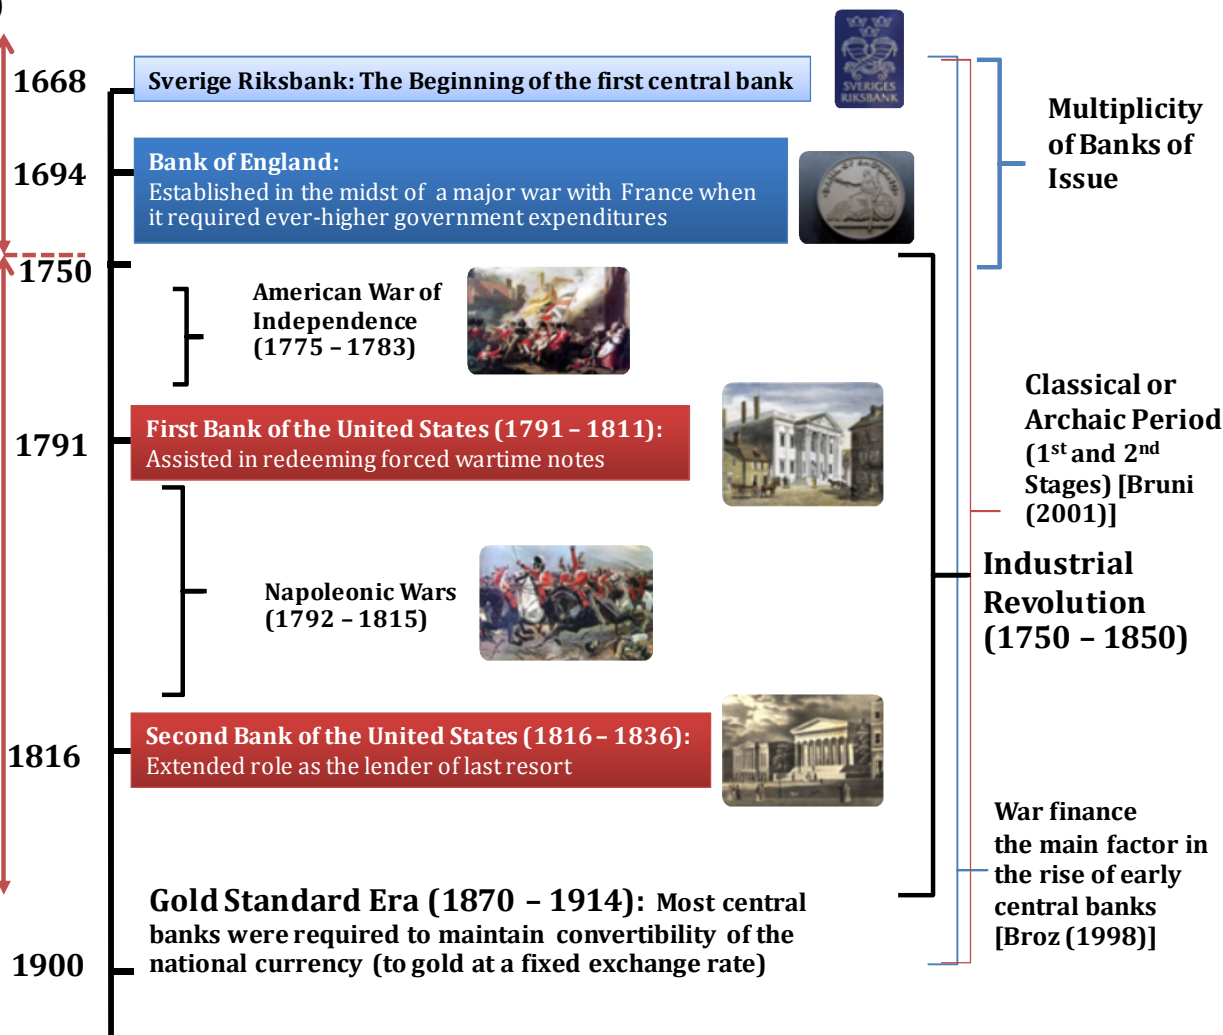 )
1668
Sverige Riksbank: The Beginning of the first central bank
SVERIGES
RIKSBANK
Multiplicity
of Banks of
Issue
1694
Bank of England:
Established in the midst of a major war with France when
it required ever-higher government expenditures
1750
American War of
Independence
(1775 – 1783)
1791
First Bank of the United States (1791 – 1811):
Assisted in redeeming forced wartime notes
Classical or
Archaic Period
(1st and 2nd
Stages) [Bruni
(2001)]
Napoleonic Wars
(1792 – 1815)
Industrial
Revolution
(1750 – 1850)
1816
Second Bank of the United States (1816 – 1836):
Extended role as the lender of last resort
War finance
the main factor in
the rise of early
central banks
[Broz (1998)]
Gold Standard Era (1870 – 1914): Most central
banks were required to maintain convertibility of the
national currency (to gold at a fixed exchange rate)
1900